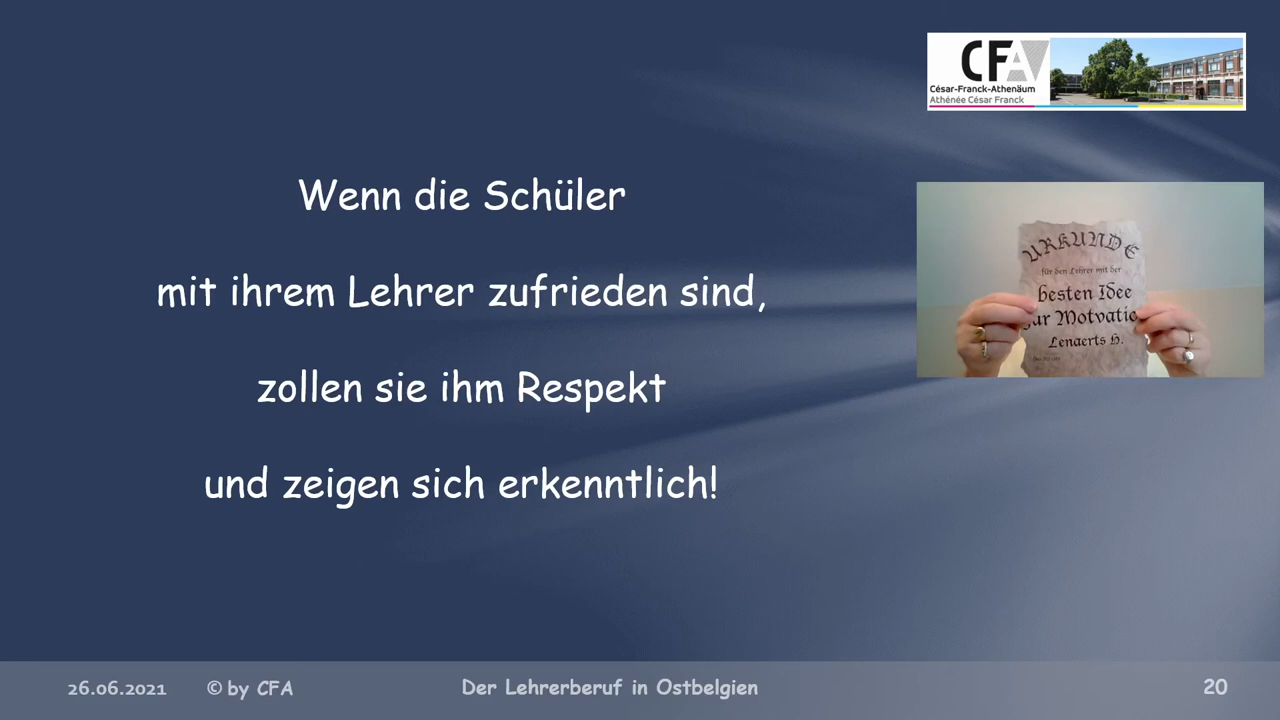 CFA
César-Franck-Athenäum
Athénée César Franck
Wenn die Schüler
mit ihrem Lehrer zufrieden sind,
zollen sie ihm Respekt
und zeigen sich erkenntlich!
URKUNDE
für den Lehrer mit der
besten IDee
zur Motvatio
Lenaerts H.
26.06.2021
© by CFA
Der Lehrerberuf in Ostbelgien
20